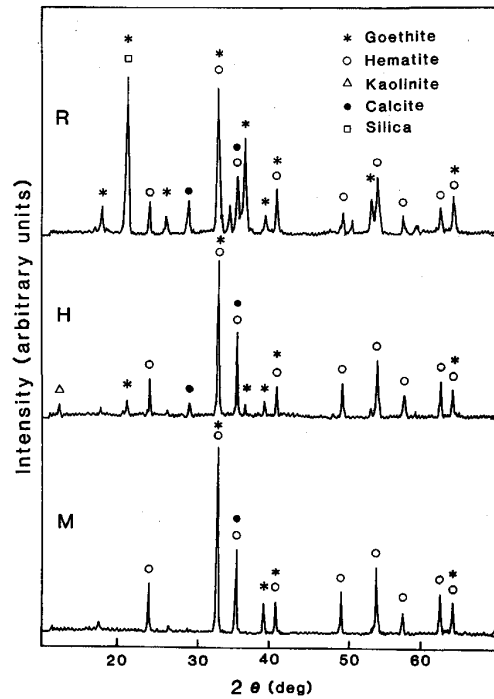 * Goethite
○ Hematite
△ Kaolinite
● Calcite
□ Silica
R
H
M
Intensity (arbitrary units)
20 30 40 50 60
2 θ (deg)